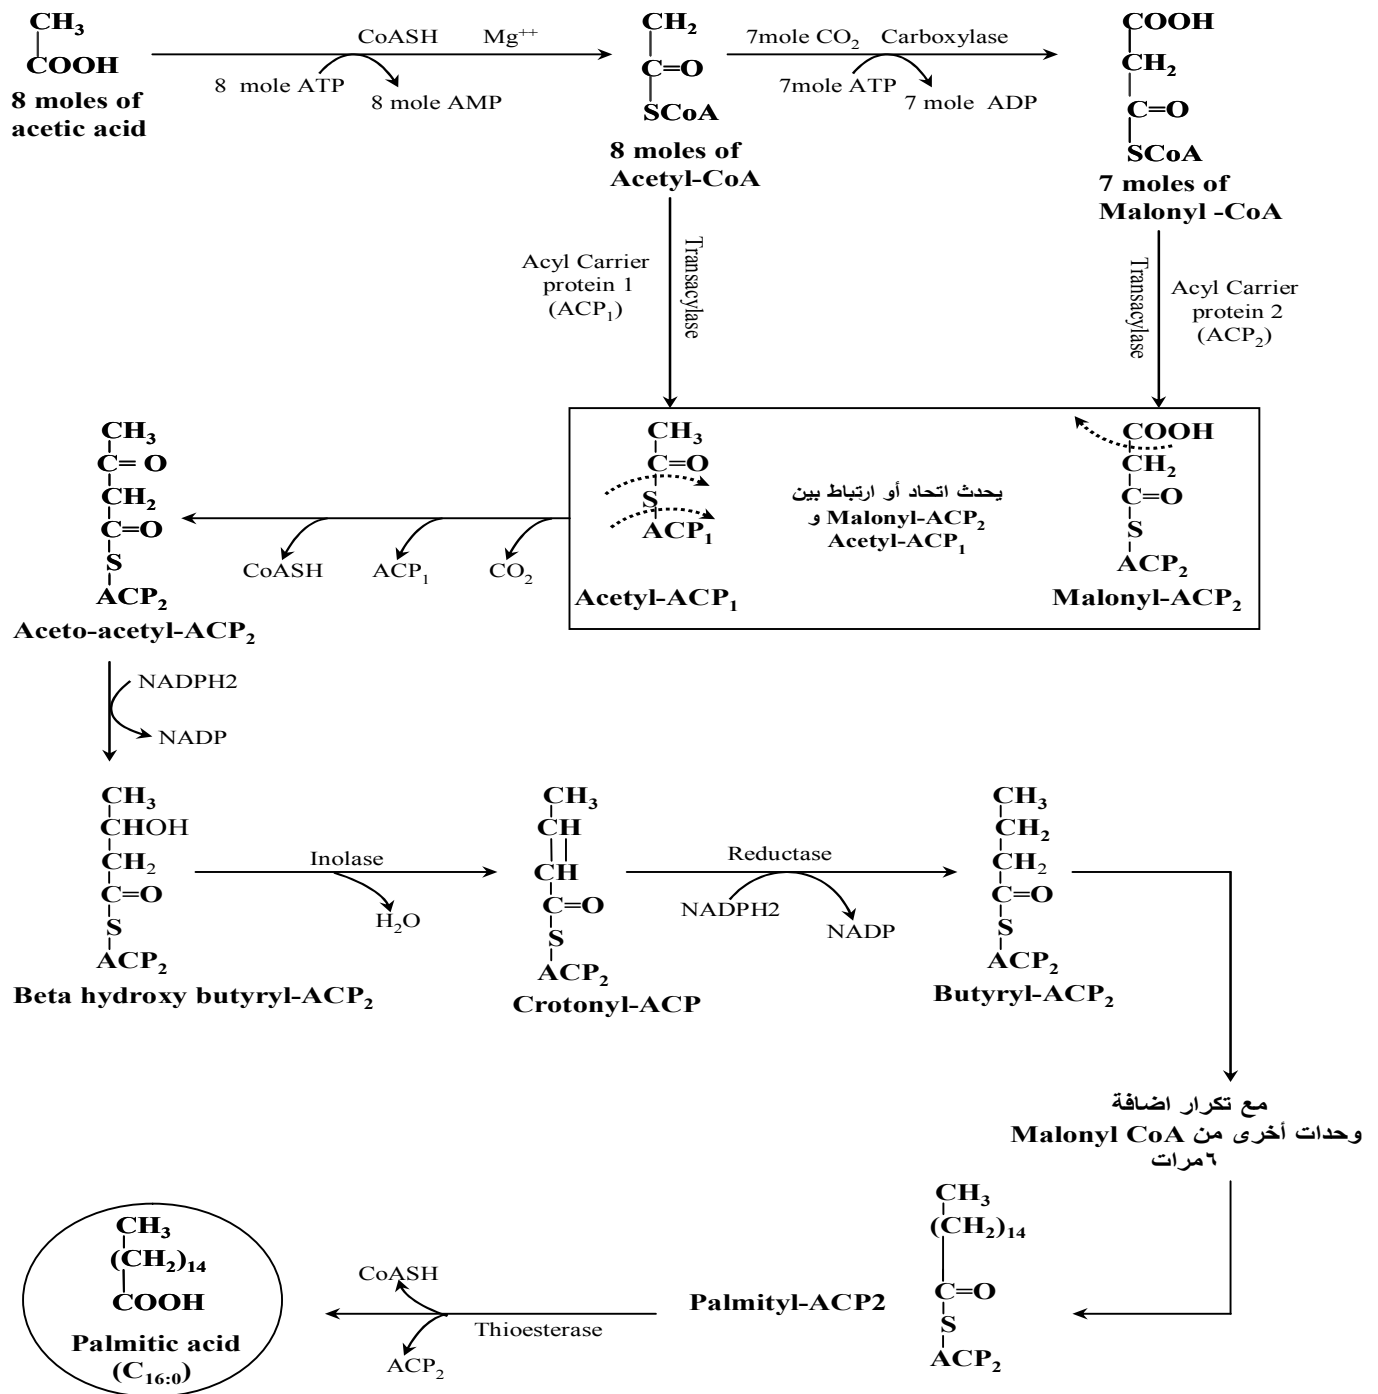 CH₃
COOH
8 moles of
acetic acid
CoASH Mg⁺⁺
8 mole ATP
8 mole AMP
CH₂
C=O
SCoA
8 moles of
Acetyl-CoA
7mole CO₂ Carboxylase
7mole ATP
7 mole ADP
COOH
CH₂
C=O
SCoA
7 moles of
Malonyl -CoA
Acyl Carrier
protein 1
(ACP₁)
Transacylase
Transacylase
Acyl Carrier
protein 2
(ACP₂)
CH₃
C= O
CH₂
C=O
S
ACP₂
Aceto-acetyl-ACP₂
CoASH
ACP₁
CO₂
CH₃
C=O
S
ACP₁
Acetyl-ACP₁
يحدث اتحاد أو ارتباط بين
Malonyl-ACP₂ و
Acetyl-ACP₁
COOH
CH₂
C=O
S
ACP₂
Malonyl-ACP₂
NADPH2
NADP
CH₃
CHOH
CH₂
C=O
S
ACP₂
Beta hydroxy butyryl-ACP₂
Inolase
H₂O
CH₃
CH
CH
C=O
S
ACP₂
Crotonyl-ACP
Reductase
NADPH2
NADP
CH₃
CH₂
CH₂
C=O
S
ACP₂
Butyryl-ACP₂
مع تكرار اضافة
وحدات أخرى من Malonyl CoA
٦مرات
CH₃
(CH₂)₁₄
C=O
S
ACP₂
Palmityl-ACP2
CoASH
Thioesterase
ACP₂
CH₃
(CH₂)₁₄
COOH
Palmitic acid
(C₁₆:₀)